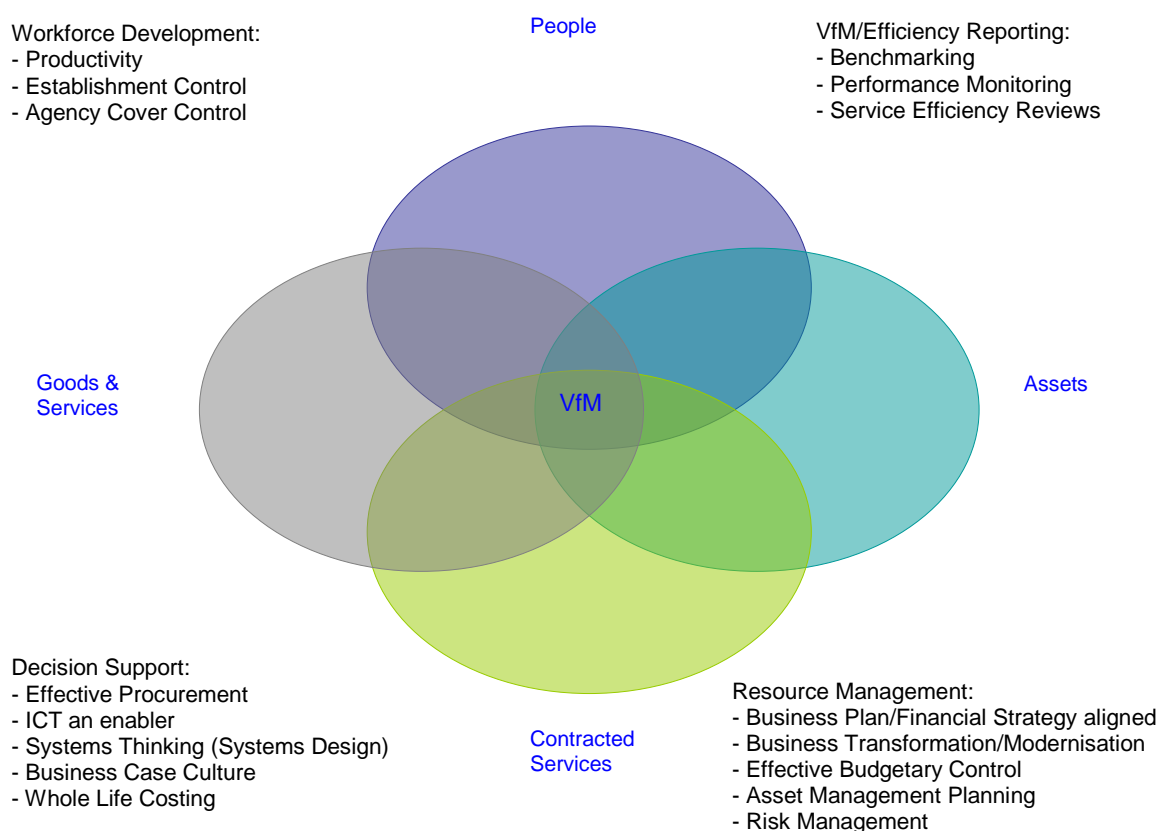 Workforce Development:
- Productivity
- Establishment Control
- Agency Cover Control
People
VfM/Efficiency Reporting:
- Benchmarking
- Performance Monitoring
- Service Efficiency Reviews
Goods &
Services
VfM
Assets
Decision Support:
- Effective Procurement
- ICT an enabler
- Systems Thinking (Systems Design)
- Business Case Culture
- Whole Life Costing
Contracted
Services
Resource Management:
- Business Plan/Financial Strategy aligned
- Business Transformation/Modernisation
- Effective Budgetary Control
- Asset Management Planning
- Risk Management